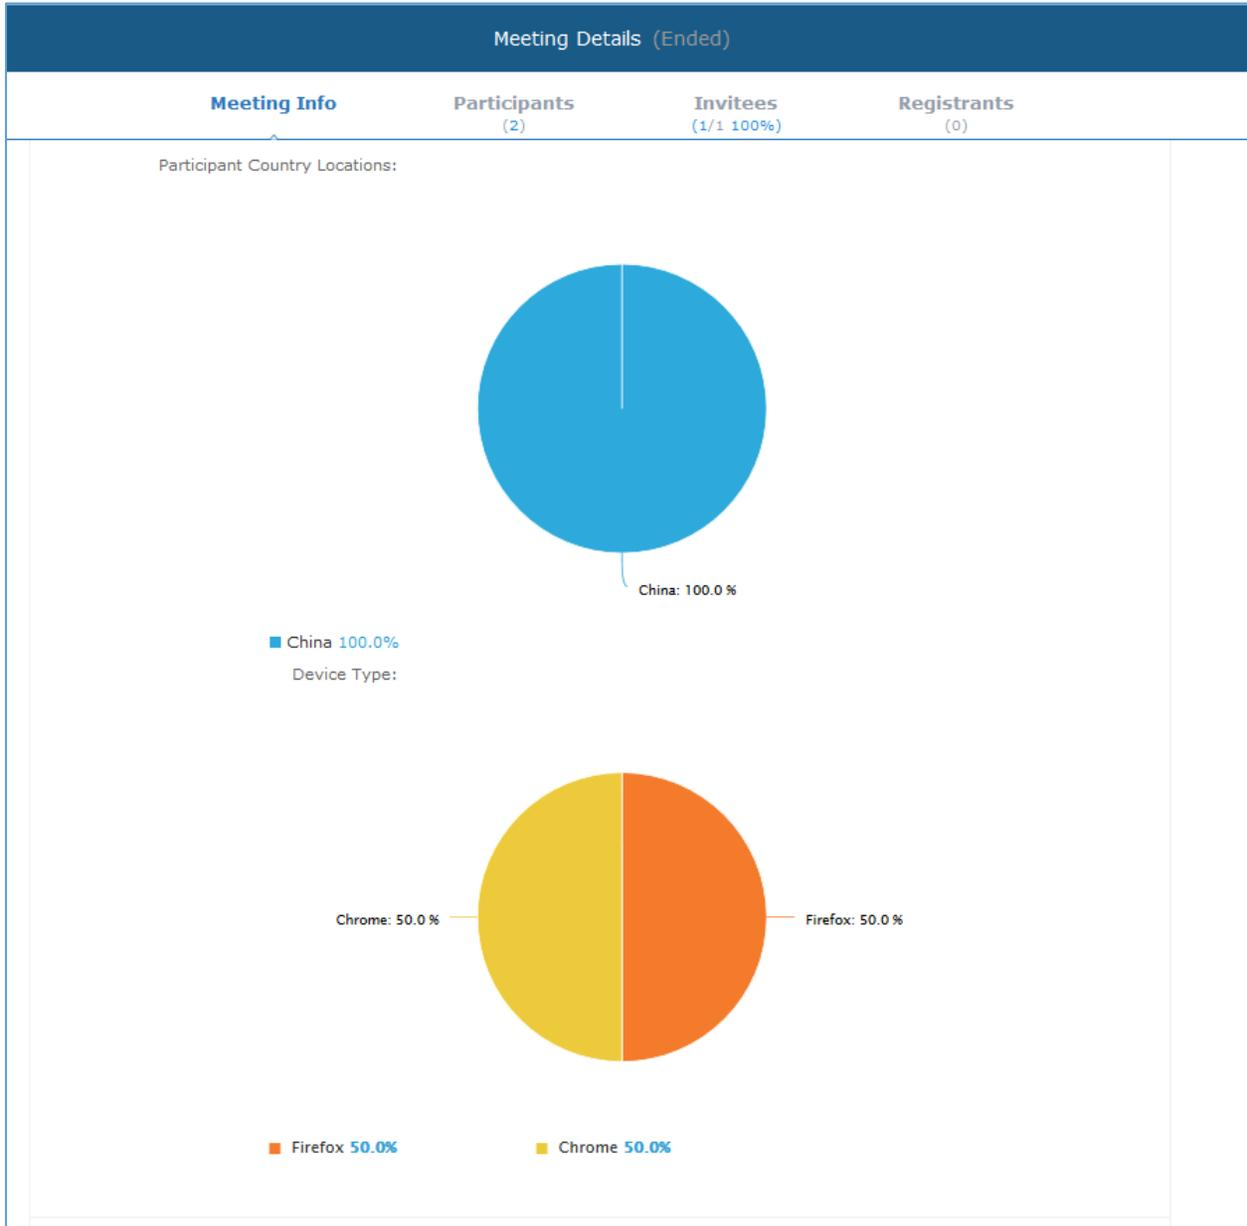 Meeting Details (Ended)
Meeting Info Participants Invitees Registrants
(2) (1/1 100%) (0)
Participant Country Locations:
China: 100.0 %
China 100.0%
Device Type:
Chrome: 50.0 % Firefox: 50.0 %
Firefox 50.0% Chrome 50.0%